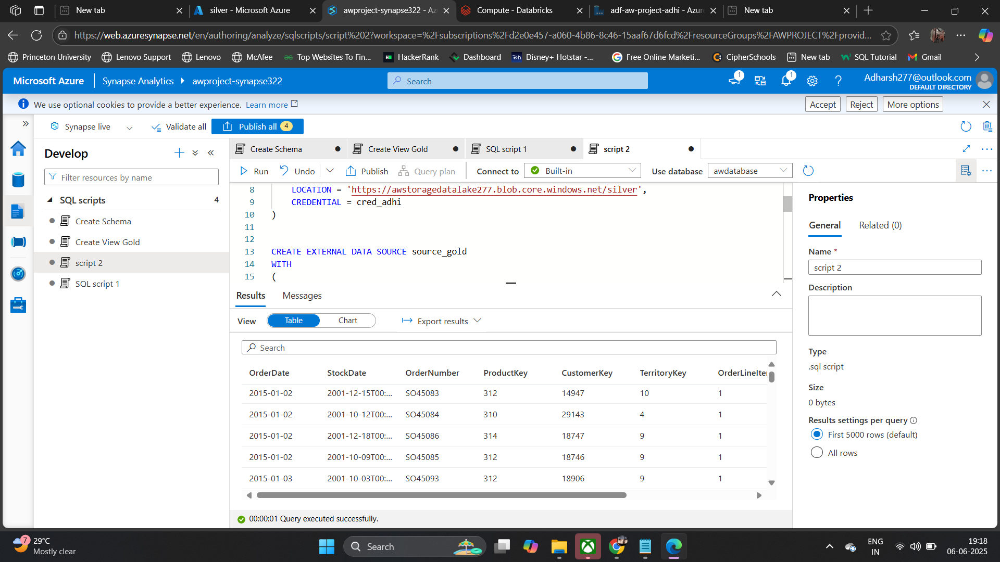 New tab
silver - Microsoft Azure
awproject-synapse322 - Az
Compute - Databricks
adf-aw-project-adhi - Azur
New tab
https://web.azuresynapse.net/en/authoring/analyze/sqlscripts/script%202?workspace=%2Fsubscriptions%2Fd2e0e457-a060-4b86-8c46-15aaf67d6fcd%2FresourceGroups%2FAWPROJECT%2Fprovid...
Princeton University
Lenovo Support
Lenovo
McAfee
Top Websites To Fin...
HackerRank
Dashboard
Disney+ Hotstar -...
Free Online Marketi...
CipherSchools
New tab
SQL Tutorial
Gmail
Microsoft Azure
Synapse Analytics
awproject-synapse322
Search
1
1
Adharsh277@outlook.com
DEFAULT DIRECTORY
We use optional cookies to provide a better experience. Learn more
Accept
Reject
More options
Synapse live
Validate all
Publish all 4
Develop
Filter resources by name
SQL scripts 4
Create Schema
Create View Gold
script 2
SQL script 1
Create Schema
Create View Gold
SQL script 1
script 2
Run
Undo
Publish
Query plan
Connect to
Built-in
Use database
awdatabase
8 LOCATION = 'https://awstoragedatalake277.blob.core.windows.net/silver',
9 CREDENTIAL = cred_adhi
10 )
11
12
13 CREATE EXTERNAL DATA SOURCE source_gold
14 WITH
15 (
Results
Messages
View
Table
Chart
Export results
Search
OrderDate StockDate OrderNumber ProductKey CustomerKey TerritoryKey OrderLineIte
2015-01-02 2001-12-15T00:... SO45083 312 14947 10 1
2015-01-02 2001-10-12T00:... SO45084 310 29143 4 1
2015-01-02 2001-12-18T00:... SO45086 314 18747 9 1
2015-01-02 2001-10-09T00:... SO45085 312 18746 9 1
2015-01-03 2001-10-03T00:... SO45093 312 18906 9 1
00:00:01 Query executed successfully.
Properties
General
Related (0)
Name *
script 2
Description
Type
.sql script
Size
0 bytes
Results settings per query
First 5000 rows (default)
All rows
7
29°C
Mostly clear
Search
ENG
IN
19:18
06-06-2025